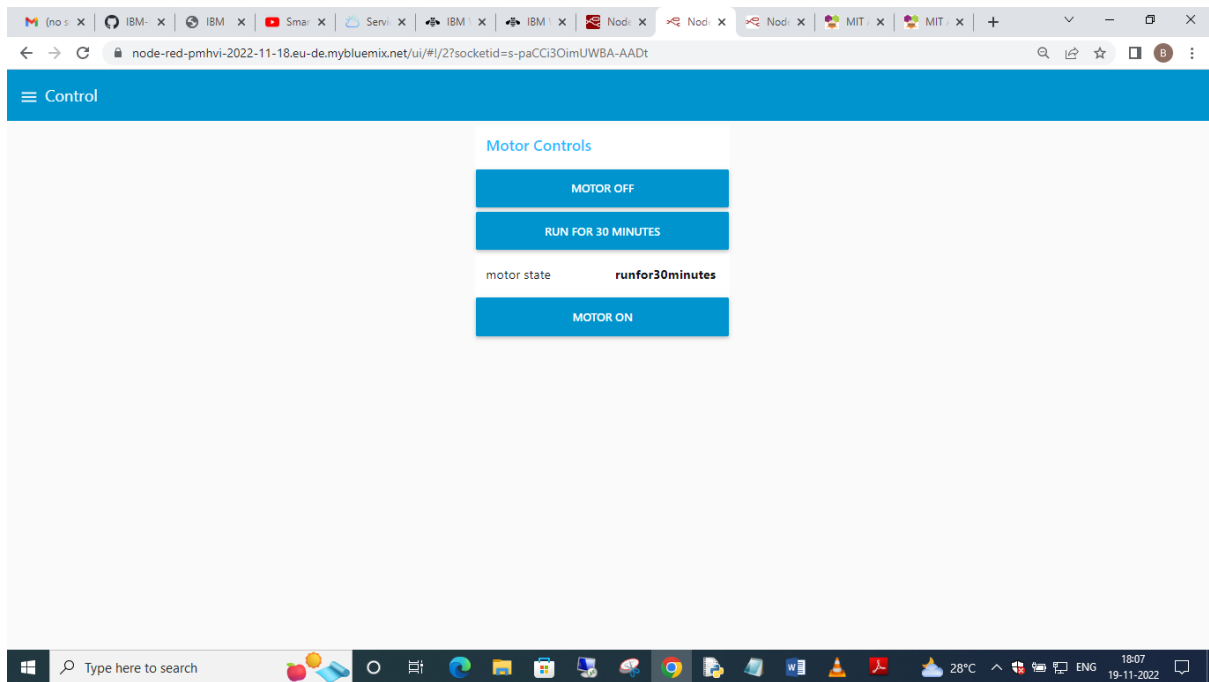 (no s
IBM-
IBM
Smar
Servi
IBM
IBM
Node
Node
Node
MIT
MIT
node-red-pmhvi-2022-11-18.eu-de.mybluemix.net/ui/#!/2?socketid=s-paCCi3OimUWBA-AADt
B
Control
Motor Controls
MOTOR OFF
RUN FOR 30 MINUTES
motor state runfor30minutes
MOTOR ON
Type here to search
28°C ENG
18:07
19-11-2022